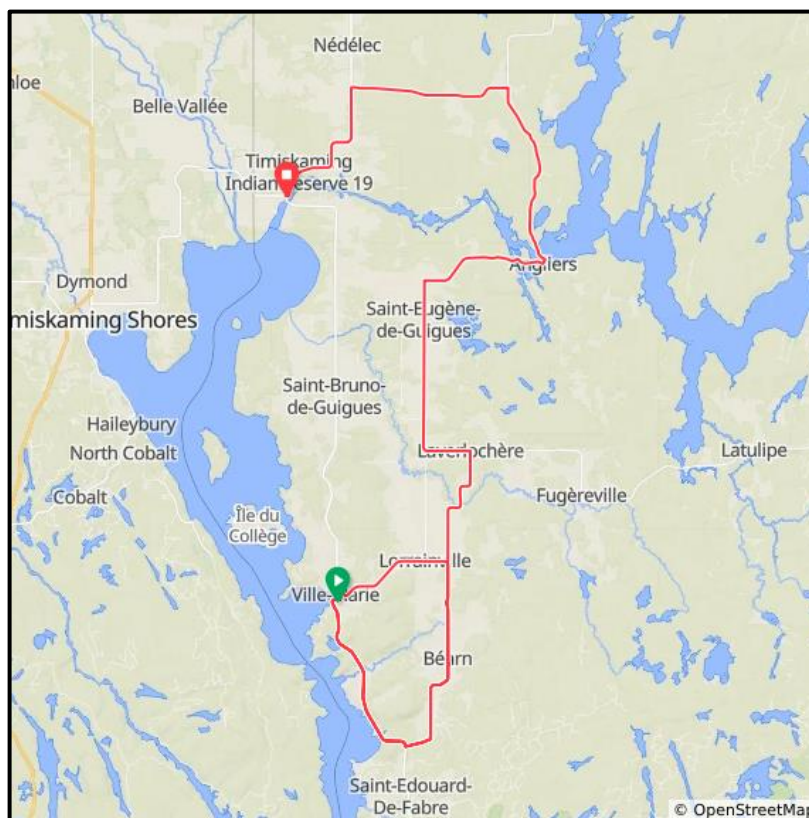 Nédélec
nloe
Belle Vallée
Timiskaming
Indian Reserve 19
Angliers
Dymond
miskaming Shores
Saint-Eugène-
de-Guigues
Saint-Bruno-
de-Guigues
Haileybury
North Cobalt
Laverlochère
Latulipe
Cobalt
Fugèreville
Île du
Collège
Lorrainville
Ville-Marie
Béarn
Saint-Edouard-
De-Fabre
© OpenStreetMap